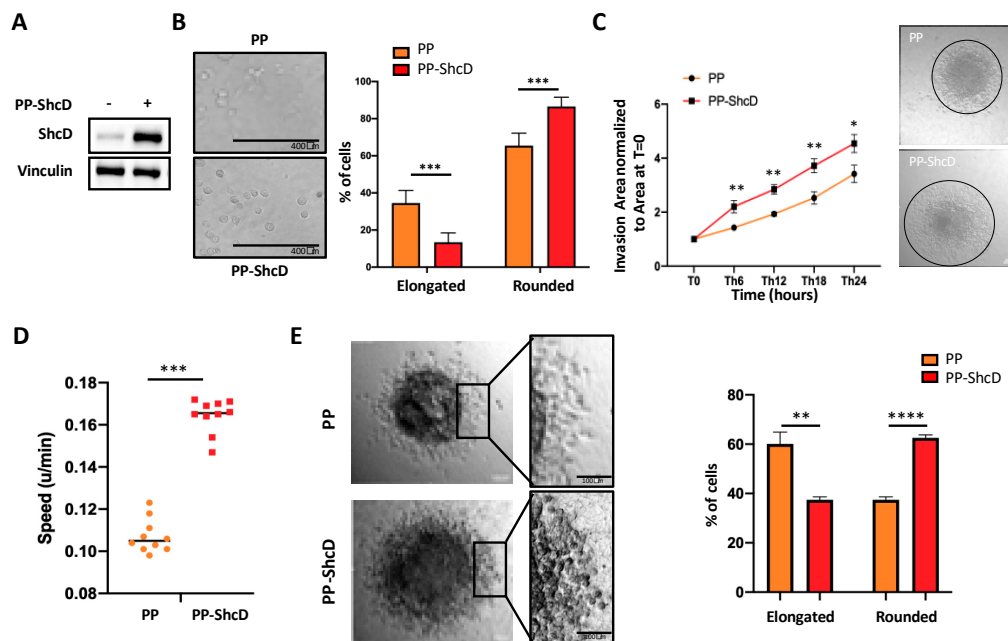 A
PP-ShcD - +
ShcD
Vinculin
B
PP
400□m
400□m
PP-ShcD
PP
PP-ShcD
% of cells
100
80
60
40
20
0
***
***
Elongated
Rounded
C
PP
PP-ShcD
Invasion Area normalized
to Area at T=0
6
4
2
0
**
**
**
*
T0
Th6
Th12
Th18
Th24
Time (hours)
PP
PP-ShcD
D
***
Speed (u/min)
0.18
0.16
0.14
0.12
0.10
0.08
PP
PP-ShcD
E
PP
100□m
PP-ShcD
PP
PP-ShcD
% of cells
80
60
40
20
0
**
****
Elongated
Rounded